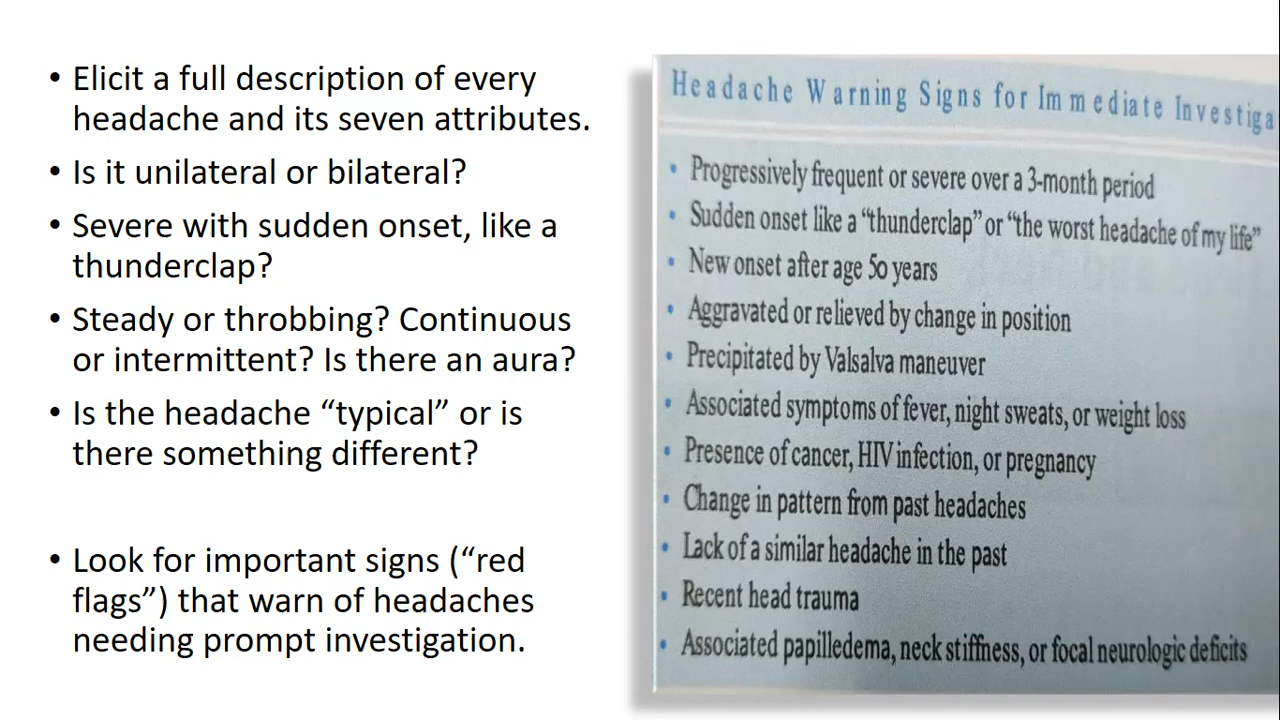 • Elicit a full description of every
headache and its seven attributes.
• Is it unilateral or bilateral?
• Severe with sudden onset, like a
thunderclap?
• Steady or throbbing? Continuous
or intermittent? Is there an aura?
• Is the headache “typical” or is
there something different?
• Look for important signs (“red
flags”) that warn of headaches
needing prompt investigation.
Headache Warning Signs for Immediate Investiga
• Progressively frequent or severe over a 3-month period
• Sudden onset like a “thunderclap” or “the worst headache of my life”
• New onset after age 50 years
• Aggravated or relieved by change in position
• Precipitated by Valsalva maneuver
• Associated symptoms of fever, night sweats, or weight loss
• Presence of cancer, HIV infection, or pregnancy
• Change in pattern from past headaches
• Lack of a similar headache in the past
• Recent head trauma
• Associated papilledema, neck stiffness, or focal neurologic deficits